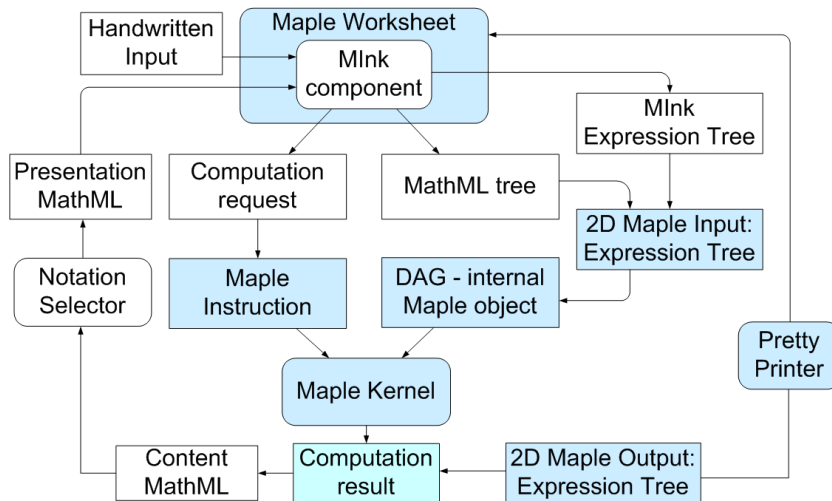 Handwritten
Input
Maple Worksheet
MInk
component
MInk
Expression Tree
Presentation
MathML
Computation
request
MathML tree
2D Maple Input:
Expression Tree
Notation
Selector
Maple
Instruction
DAG - internal
Maple object
Pretty
Printer
Maple Kernel
Content
MathML
Computation
result
2D Maple Output:
Expression Tree